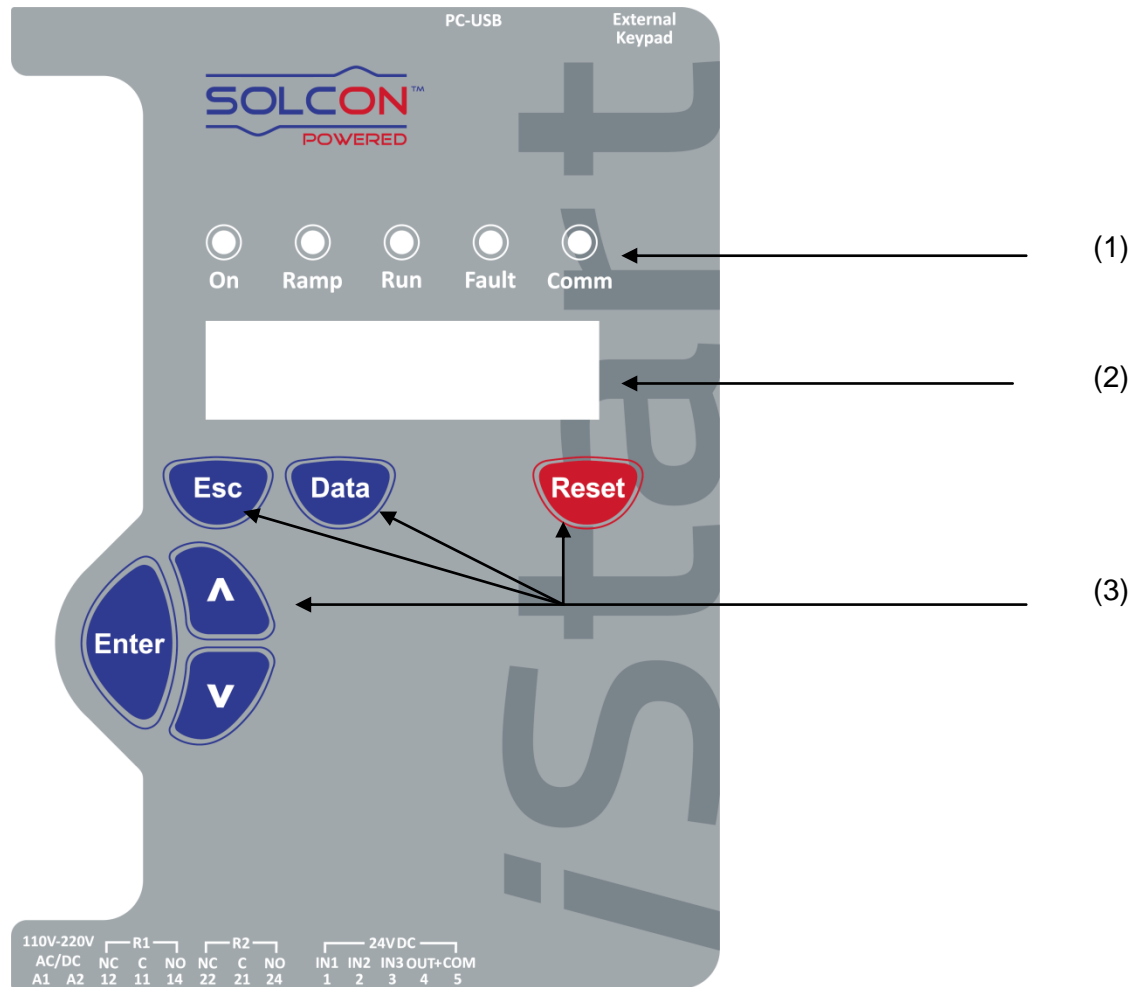 PC-USB External
Keypad
SOLCON™
POWERED
On Ramp Run Fault Comm (1)
(2)
Esc Data Reset
(3)
Enter ∧
∨
iStart
110V-220V R1 R2 24V DC
AC/DC NC C NO NC C NO IN1 IN2 IN3 OUT+ COM
A1 A2 12 11 14 22 21 24 1 2 3 4 5